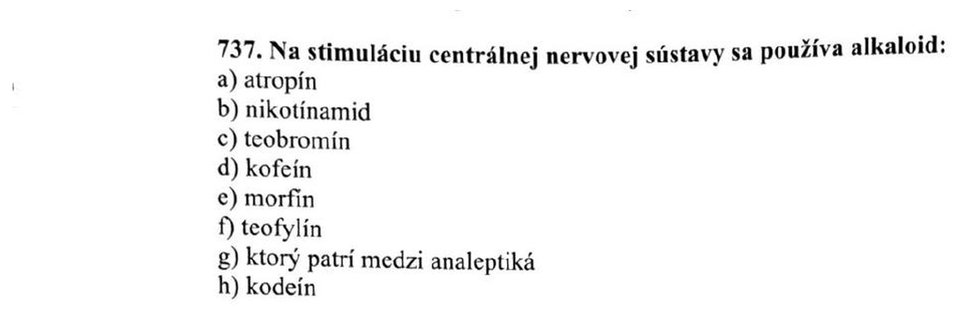 737. Na stimuláciu centrálnej nervovej sústavy sa používa alkaloid:
a) atropín
b) nikotínamid
c) teobromín
d) kofeín
e) morfín
f) teofylín
g) ktorý patrí medzi analeptiká
h) kodeín